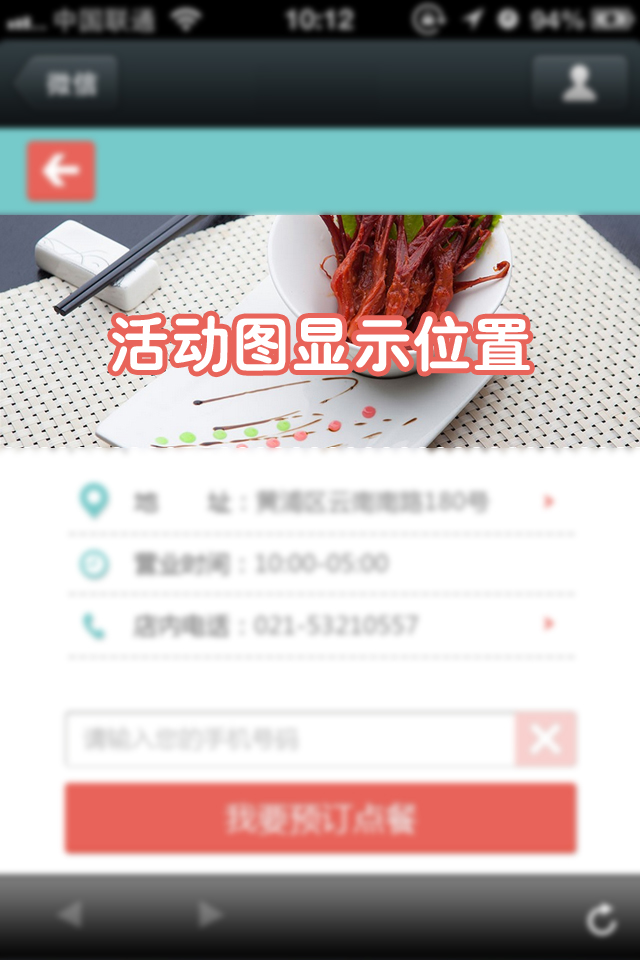 中国联通 10:12 94%
微信
活动图显示位置
地 址：黄浦区云南南路180号
营业时间：10:00-05:00
店内电话：021-53210557
请输入您的手机号码
我要预订点餐